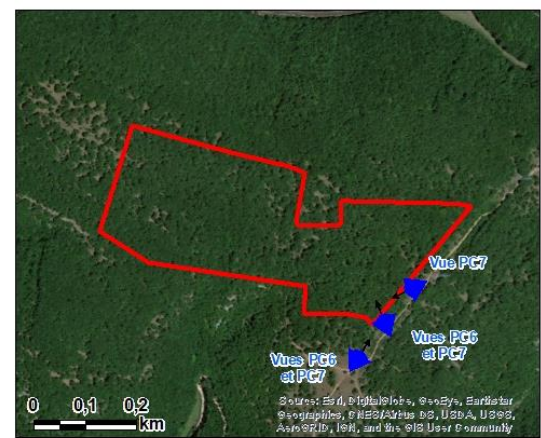 Vue PC7
Vues PC6
et PC7
Vues PC6
et PC7
0 0,1 0,2
km
Source: Esri, DigitalGlobe, GeoEye, Earthstar
Geographics, CNES/Airbus DS, USDA, USGS,
AeroGRID, IGN, and the GIS User Community